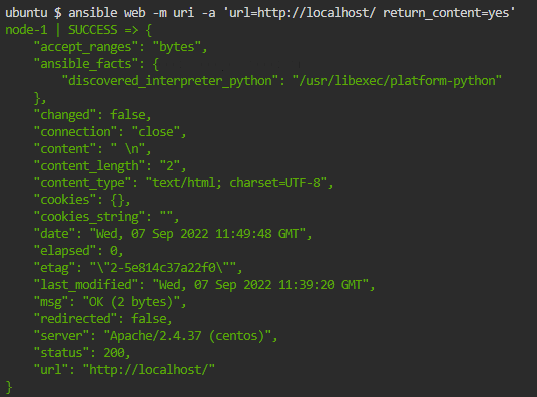 ubuntu $ ansible web -m uri -a 'url=http://localhost/ return_content=yes'
node-1 | SUCCESS => {
    "accept_ranges": "bytes",
    "ansible_facts": {
        "discovered_interpreter_python": "/usr/libexec/platform-python"
    },
    "changed": false,
    "connection": "close",
    "content": " \n",
    "content_length": "2",
    "content_type": "text/html; charset=UTF-8",
    "cookies": {},
    "cookies_string": "",
    "date": "Wed, 07 Sep 2022 11:49:48 GMT",
    "elapsed": 0,
    "etag": "\"2-5e814c37a22f0\"",
    "last_modified": "Wed, 07 Sep 2022 11:39:20 GMT",
    "msg": "OK (2 bytes)",
    "redirected": false,
    "server": "Apache/2.4.37 (centos)",
    "status": 200,
    "url": "http://localhost/"
}